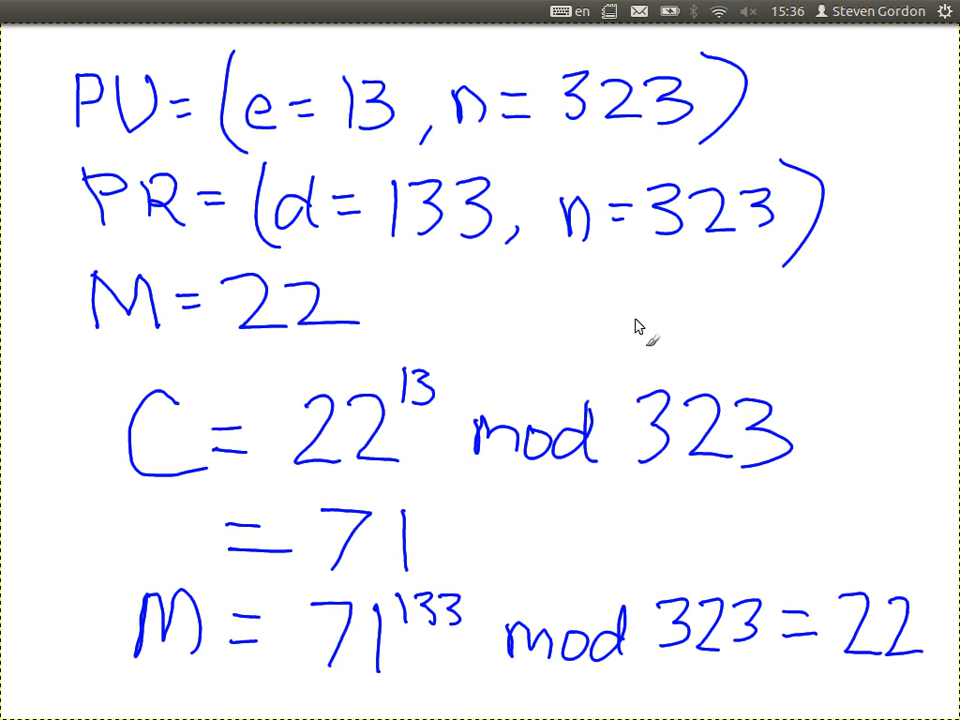 en 15:36 Steven Gordon
PU = (e = 13, n = 323)
PR = (d = 133, n = 323)
M = 22
C = 22^13 mod 323
= 71
M = 71^133 mod 323 = 22